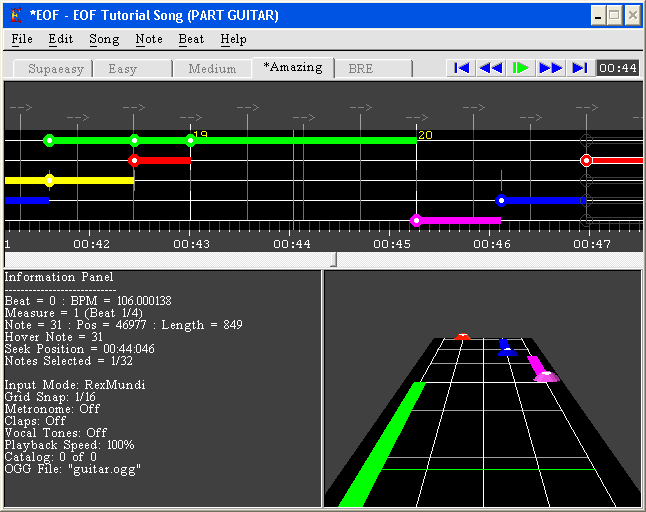 *EOF - EOF Tutorial Song (PART GUITAR)
File Edit Song Note Beat Help
Supaeasy Easy Medium *Amazing BRE 00:44
--> --> --> --> --> --> --> --> --> --> --> -->
19 20
1 00:42 00:43 00:44 00:45 00:46 00:47
Information Panel
----------------------------
Beat = 0 : BPM = 106.000138
Measure = 1 (Beat 1/4)
Note = 31 : Pos = 46977 : Length = 849
Hover Note = 31
Seek Position = 00:44:046
Notes Selected = 1/32
Input Mode: RexMundi
Grid Snap: 1/16
Metronome: Off
Claps: Off
Vocal Tones: Off
Playback Speed: 100%
Catalog: 0 of 0
OGG File: "guitar.ogg"